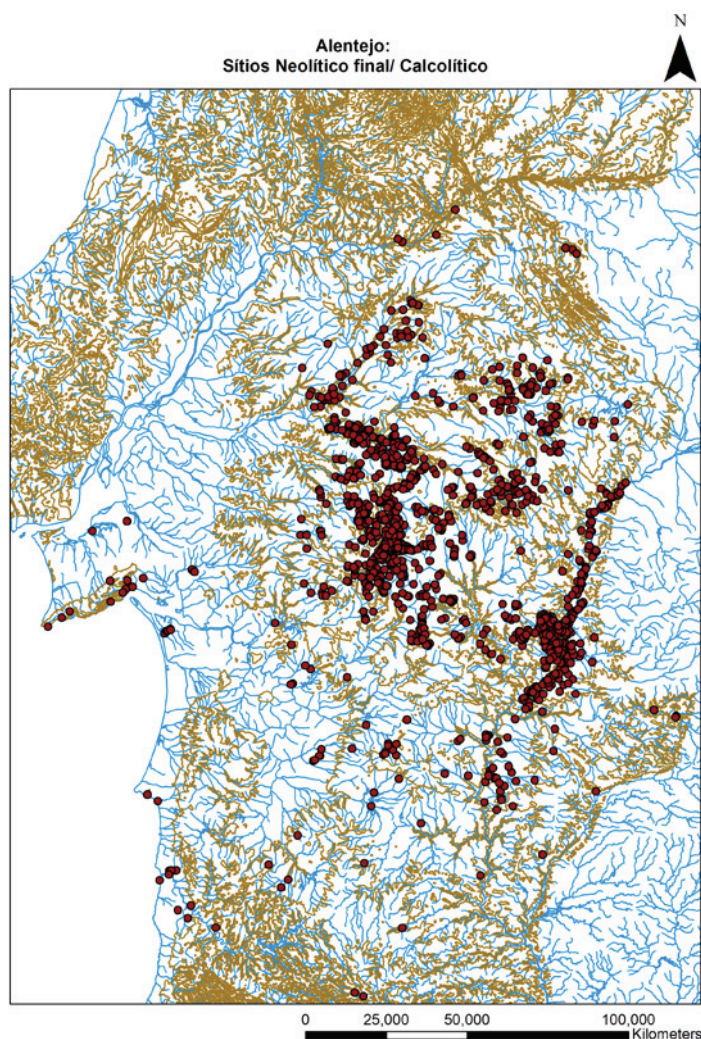 N
Alentejo:
Sítios Neolítico final/ Calcolítico
0 25,000 50,000 100,000
Kilometers